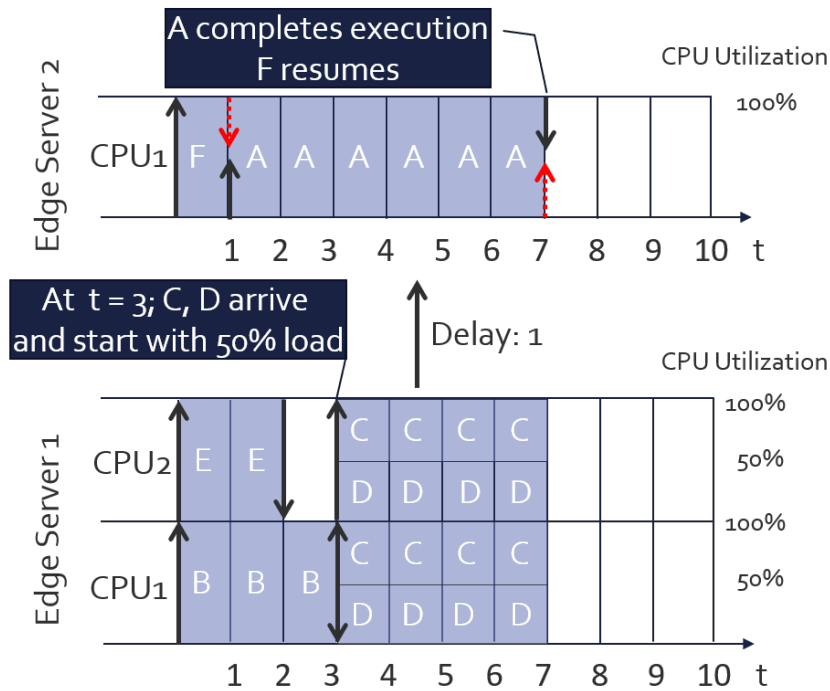 A completes execution
F resumes
CPU Utilization
100%
Edge Server 2
CPU1 F A A A A A A
1 2 3 4 5 6 7 8 9 10 t
At t = 3; C, D arrive
and start with 50% load
Delay: 1
CPU Utilization
100%
Edge Server 1
C C C C
CPU2 E E 50%
D D D D
100%
C C C C
CPU1 B B B 50%
D D D D
1 2 3 4 5 6 7 8 9 10 t